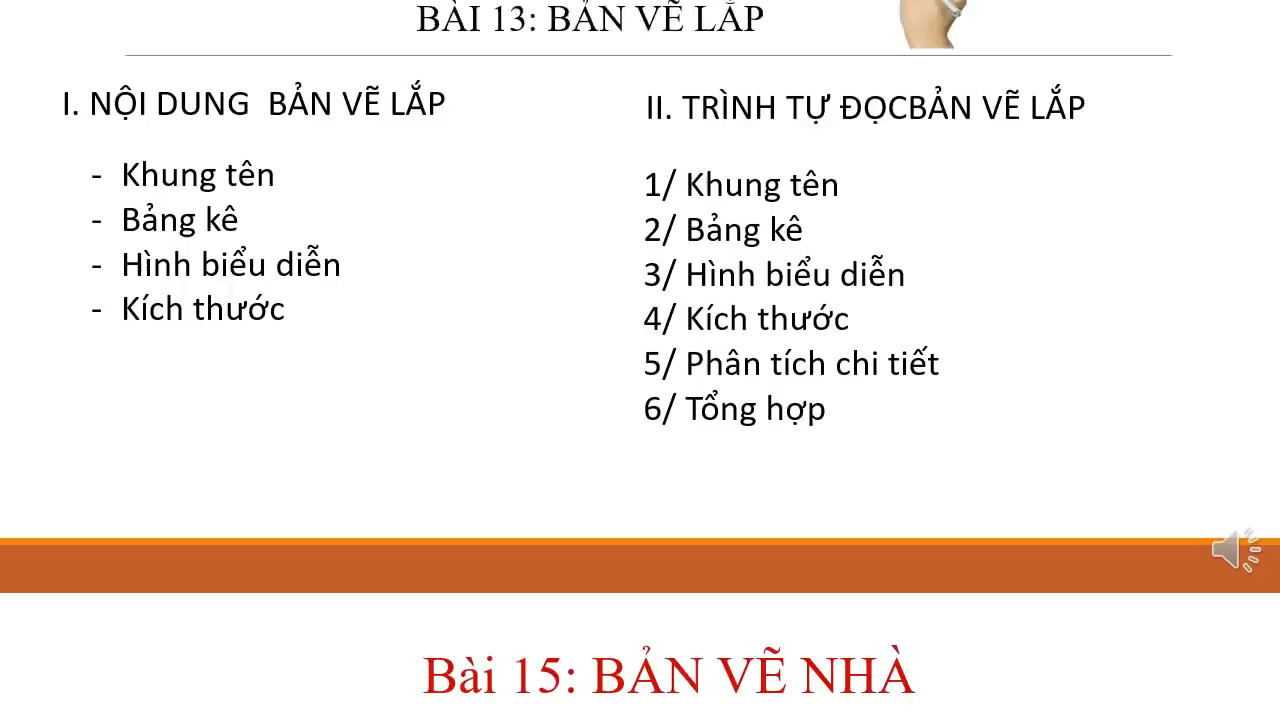 BÀI 13: BẢN VẼ LẮP
I. NỘI DUNG BẢN VẼ LẮP
- Khung tên
- Bảng kê
- Hình biểu diễn
- Kích thước
II. TRÌNH TỰ ĐỌCBẢN VẼ LẮP
1/ Khung tên
2/ Bảng kê
3/ Hình biểu diễn
4/ Kích thước
5/ Phân tích chi tiết
6/ Tổng hợp
Bài 15: BẢN VẼ NHÀ